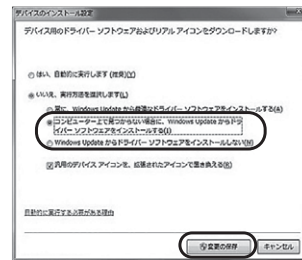 デバイスのインストール設定
デバイス用のドライバー ソフトウェアおよびリアル アイコンをダウンロードしますか?
はい、自動的に実行します (推奨)(Y)
いいえ、実行方法を選択します(L)
常に、Windows Update から最適なドライバー ソフトウェアをインストールする(A)
コンピューター上で見つからない場合に、Windows Update からドラ
イバー ソフトウェアをインストールする(I)
Windows Update からドライバー ソフトウェアをインストールしない(N)
汎用のデバイス アイコンを、拡張されたアイコンで置き換える(R)
自動的に実行する必要がある理由
変更の保存
キャンセル